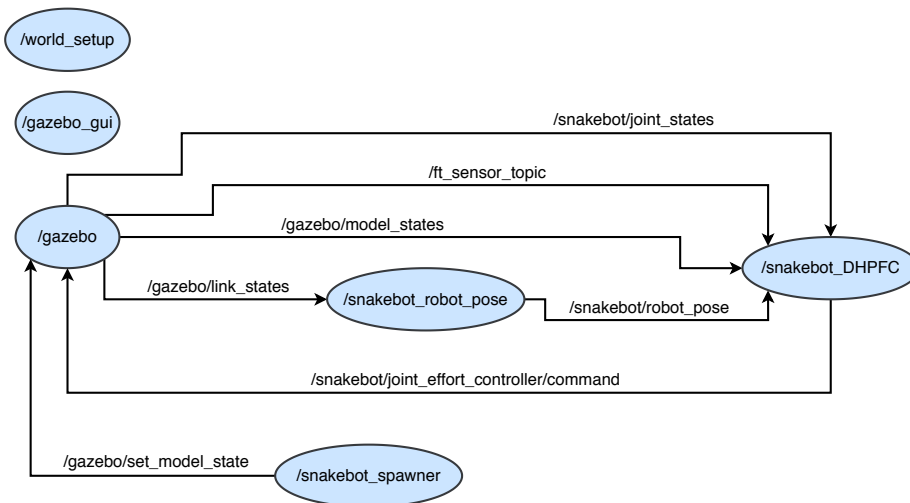 /world_setup
/gazebo_gui
/snakebot/joint_states
/ft_sensor_topic
/gazebo/model_states
/gazebo
/snakebot_DHPFC
/gazebo/link_states
/snakebot_robot_pose
/snakebot/robot_pose
/snakebot/joint_effort_controller/command
/gazebo/set_model_state
/snakebot_spawner